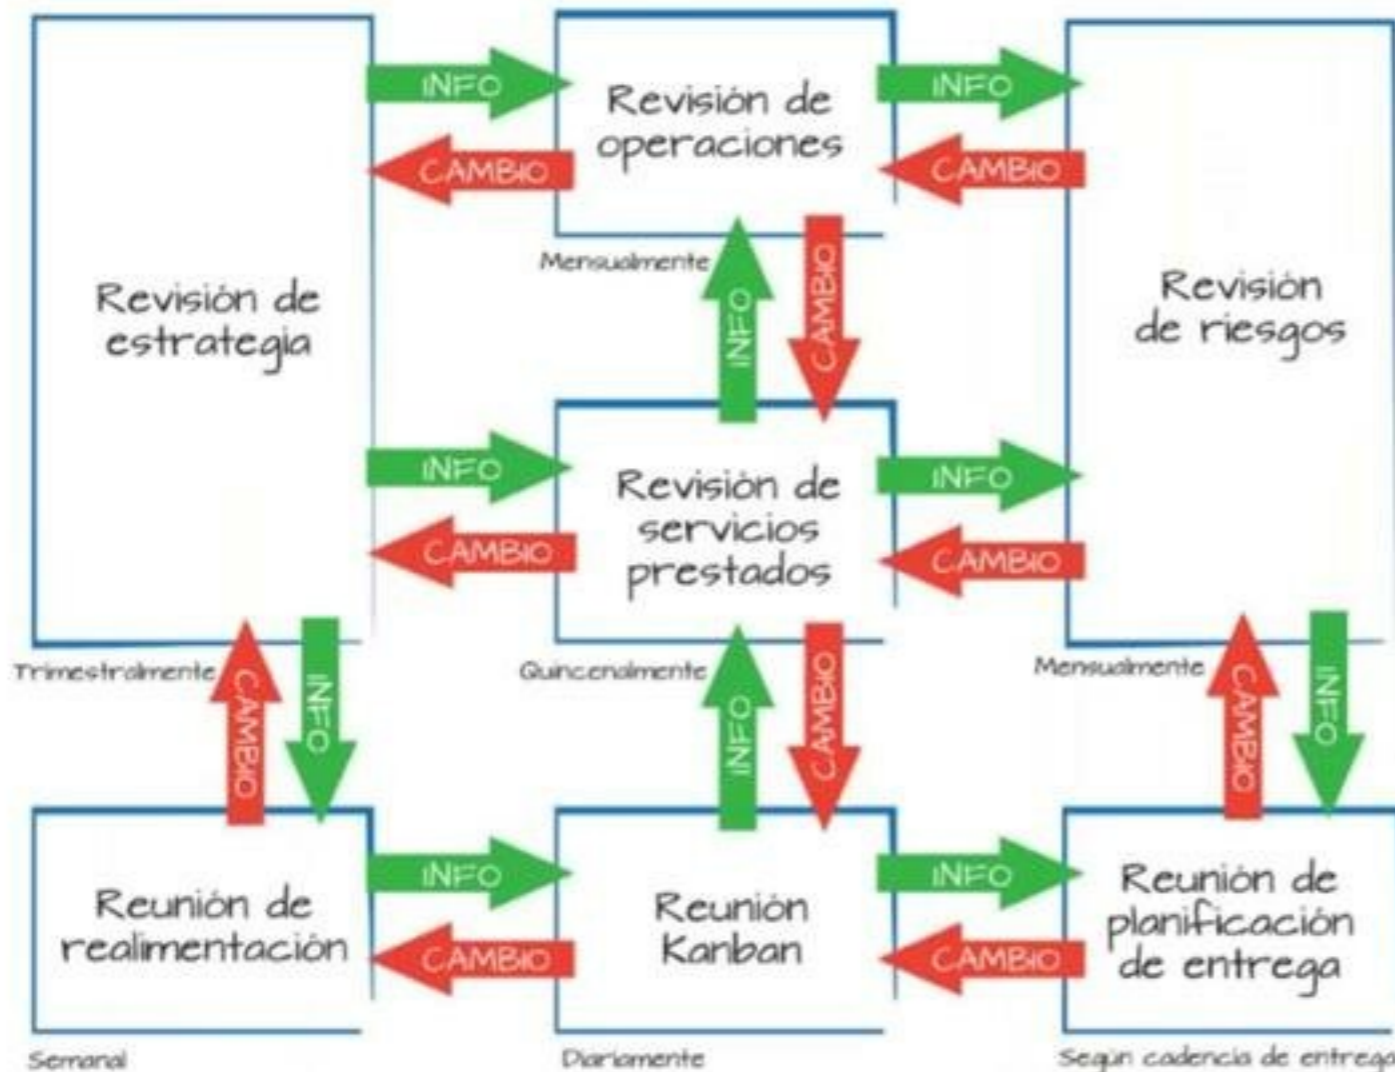 INFO
INFO
Revisión de
operaciones
CAMBIO
CAMBIO
Mensualmente
INFO
CAMBIO
Revisión de
estrategia
Revisión
de riesgos
INFO
INFO
Revisión de
servicios
prestados
CAMBIO
CAMBIO
Trimestralmente
Quincenalmente
Mensualmente
CAMBIO
INFO
INFO
CAMBIO
CAMBIO
INFO
INFO
INFO
Reunión de
realimentación
Reunión
Kanban
Reunión de
planificación
de entrega
CAMBIO
CAMBIO
Semanal
Diariamente
Según cadencia de entrega